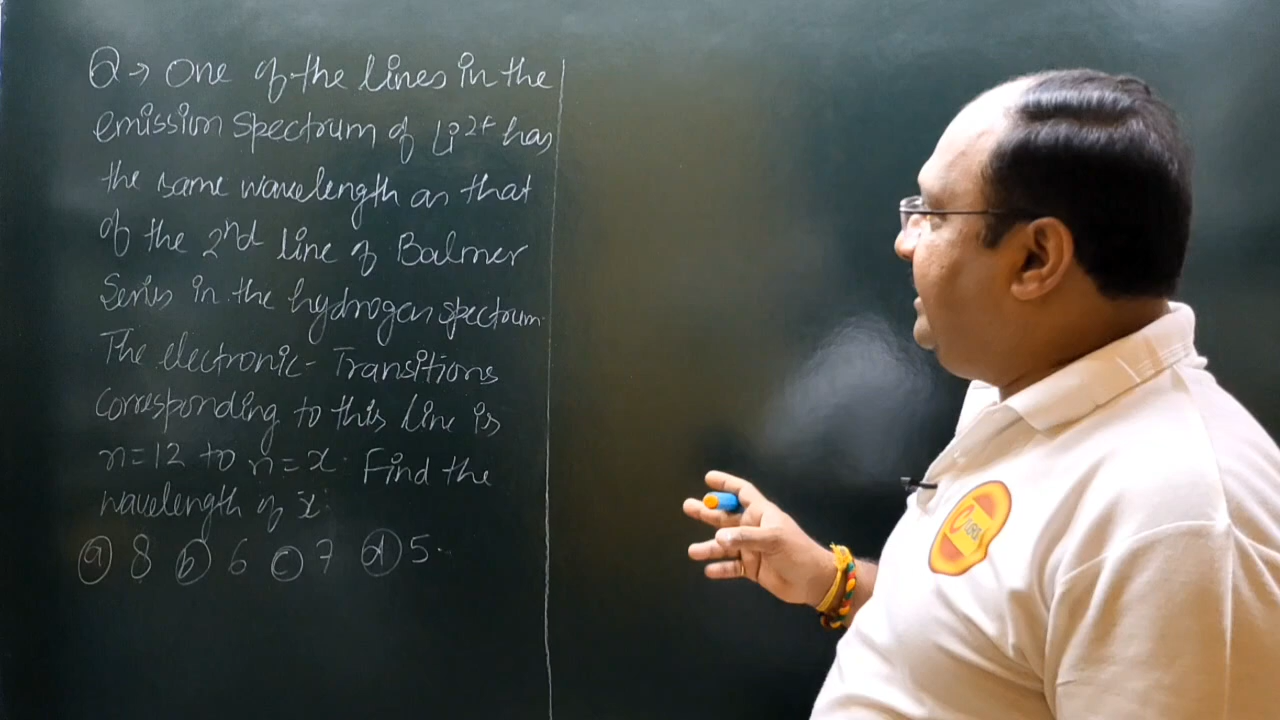 Q → One of the lines in the
emission spectrum of Li²⁺ has
the same wavelength as that
of the 2nd line of Balmer
Series in the hydrogen spectrum.
The electronic-Transitions
corresponding to this line is
n=12 to n=x. Find the
wavelength of x.
(a) 8 (b) 6 (c) 7 (d) 5.